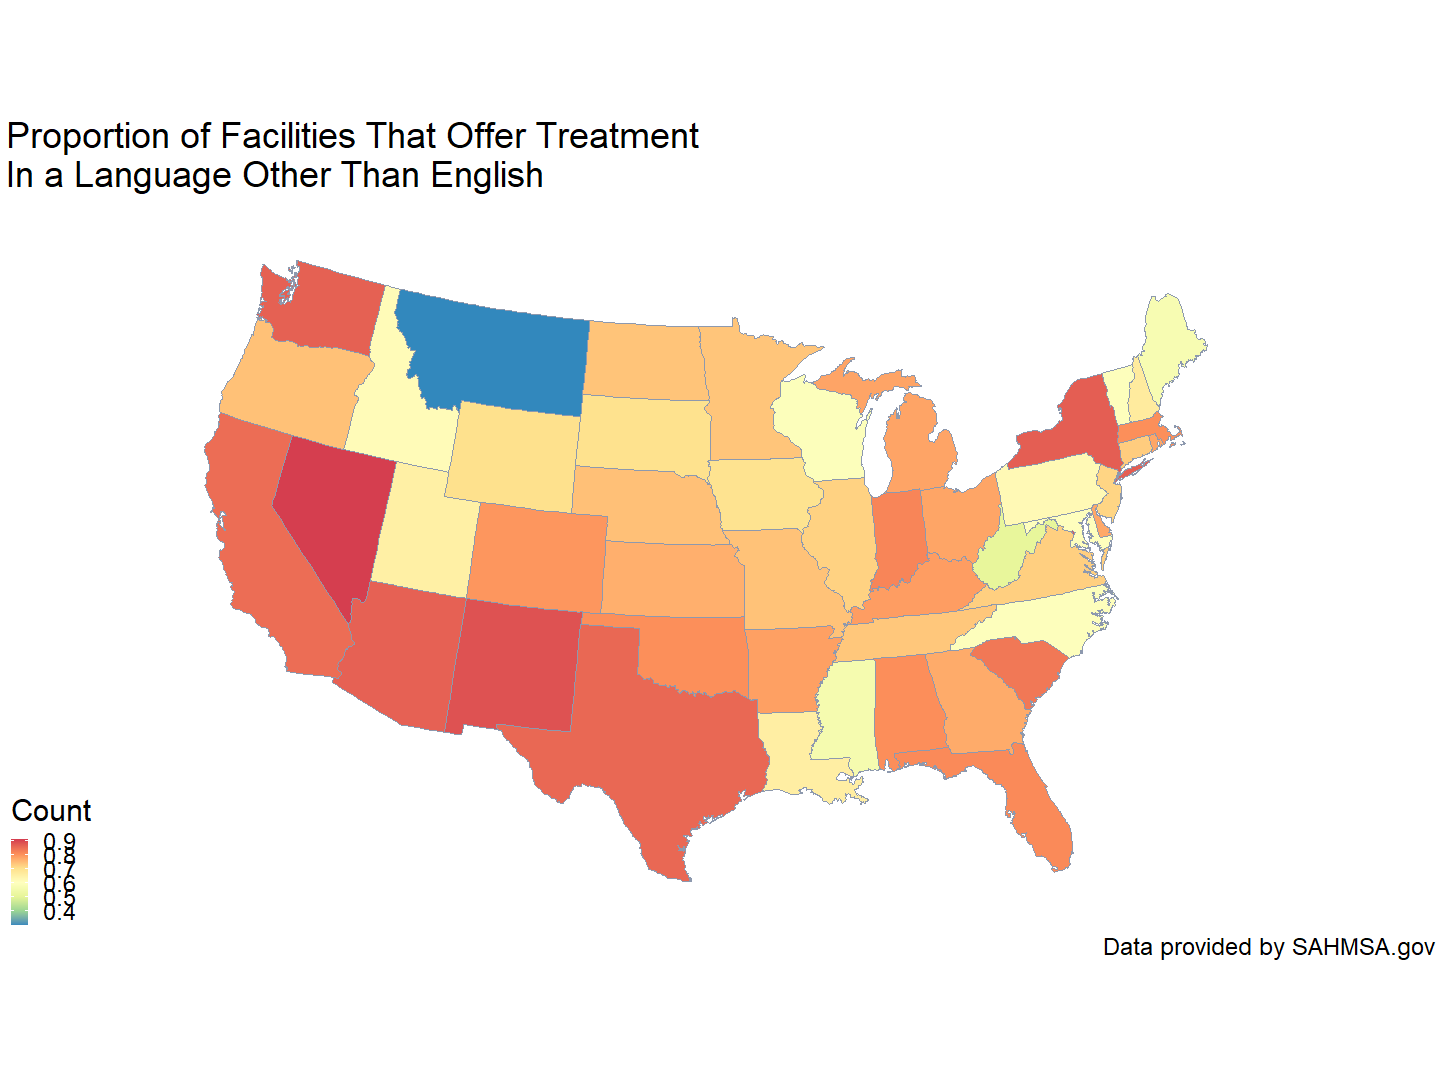 Proportion of Facilities That Offer Treatment
In a Language Other Than English
Count
0.9
0.8
0.7
0.6
0.5
0.4
Data provided by SAHMSA.gov